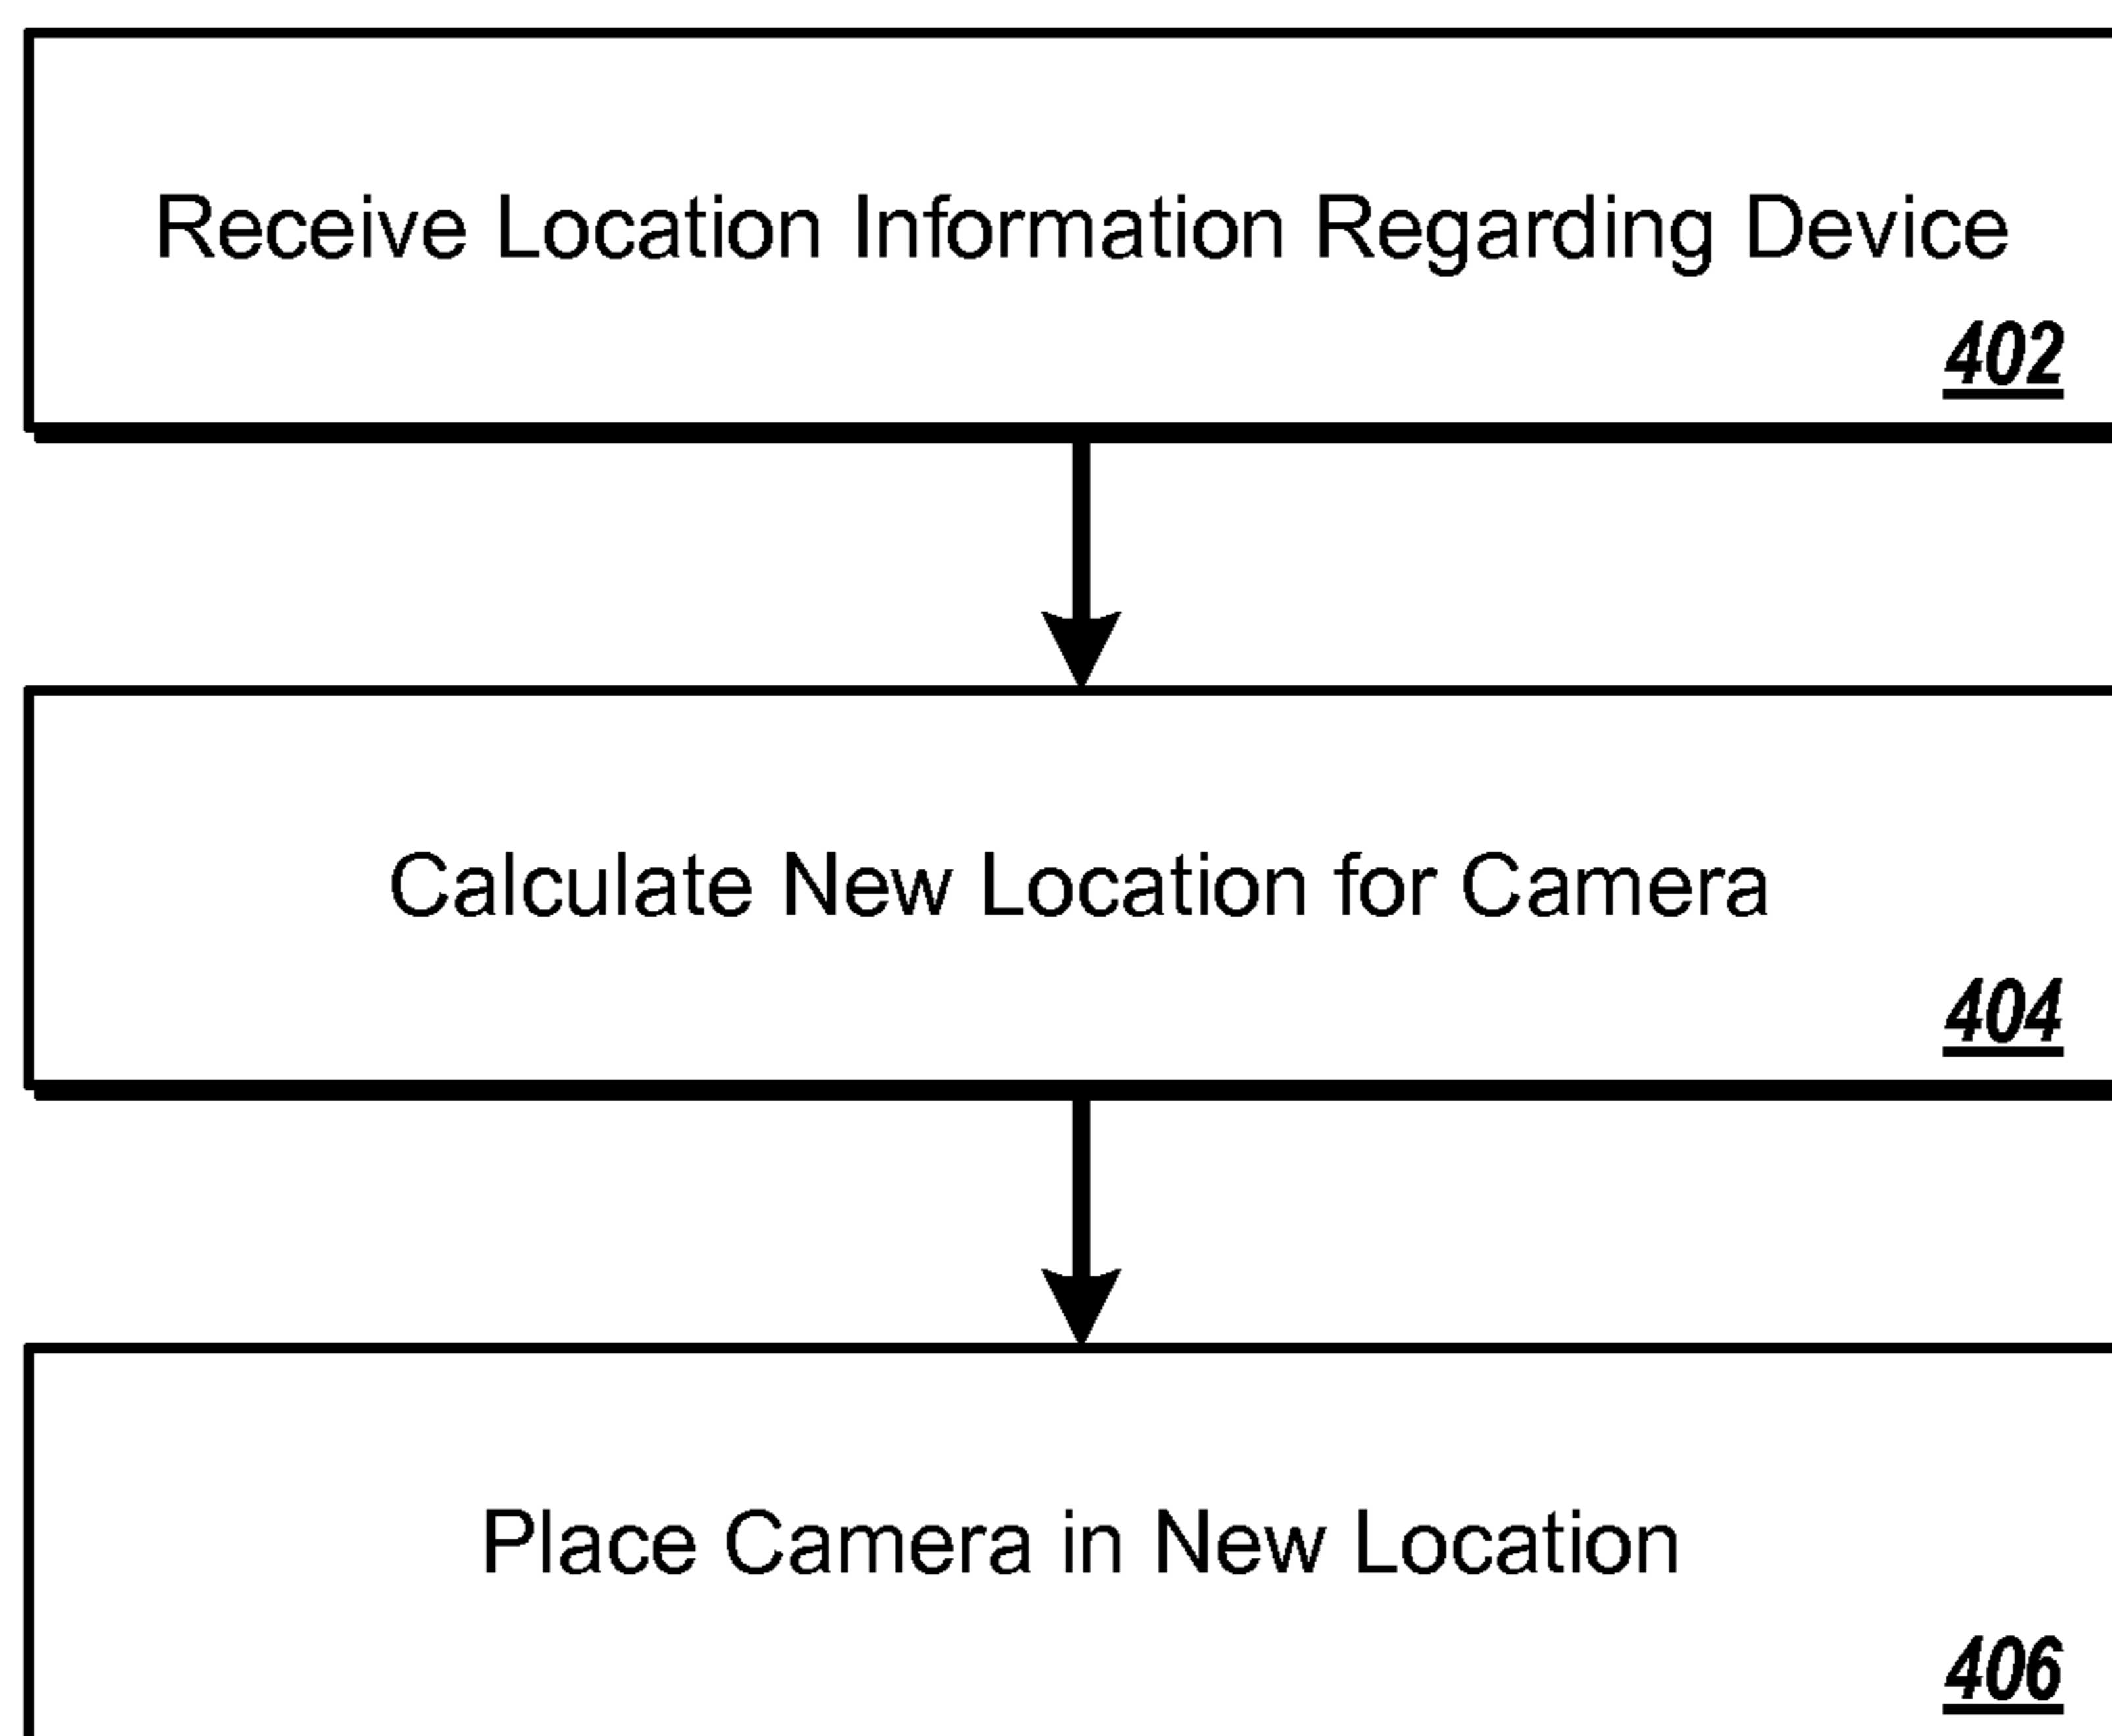 Receive Location Information Regarding Device
402
Calculate New Location for Camera
404
Place Camera in New Location
406